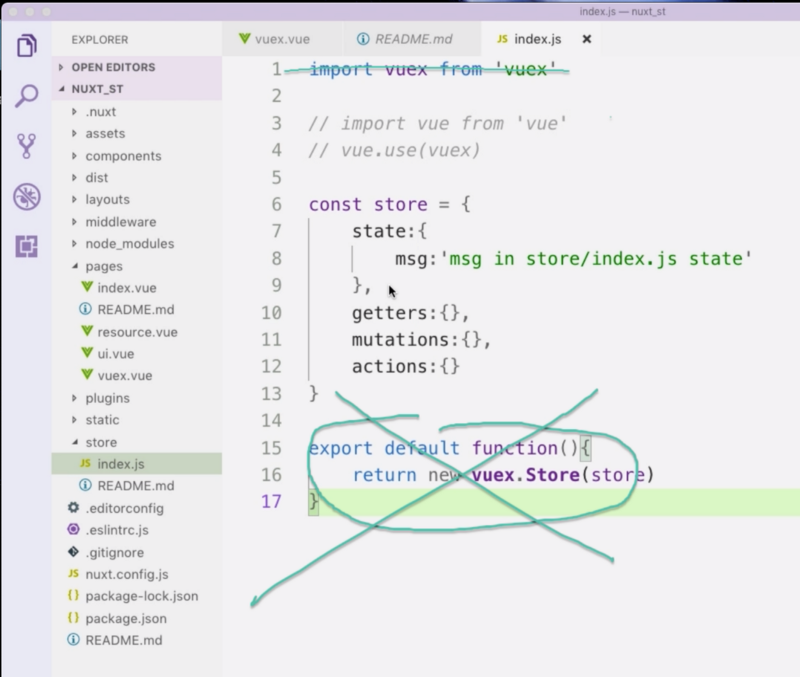 index.js — nuxt_st
EXPLORER
OPEN EDITORS
NUXT_ST
.nuxt
assets
components
dist
layouts
middleware
node_modules
pages
index.vue
README.md
resource.vue
ui.vue
vuex.vue
plugins
static
store
JS index.js
README.md
.editorconfig
.eslintrc.js
.gitignore
JS nuxt.config.js
{} package-lock.json
{} package.json
README.md
vuex.vue README.md JS index.js
1 import vuex from 'vuex'
2
3 // import vue from 'vue'
4 // vue.use(vuex)
5
6 const store = {
7 state:{
8 msg:'msg in store/index.js state'
9 },
10 getters:{},
11 mutations:{},
12 actions:{}
13 }
14
15 export default function(){
16 return new vuex.Store(store)
17 }